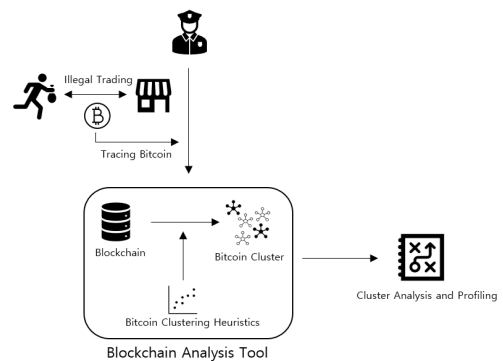 Illegal Trading
Tracing Bitcoin
Blockchain
Bitcoin Cluster
Bitcoin Clustering Heuristics
Cluster Analysis and Profiling
Blockchain Analysis Tool